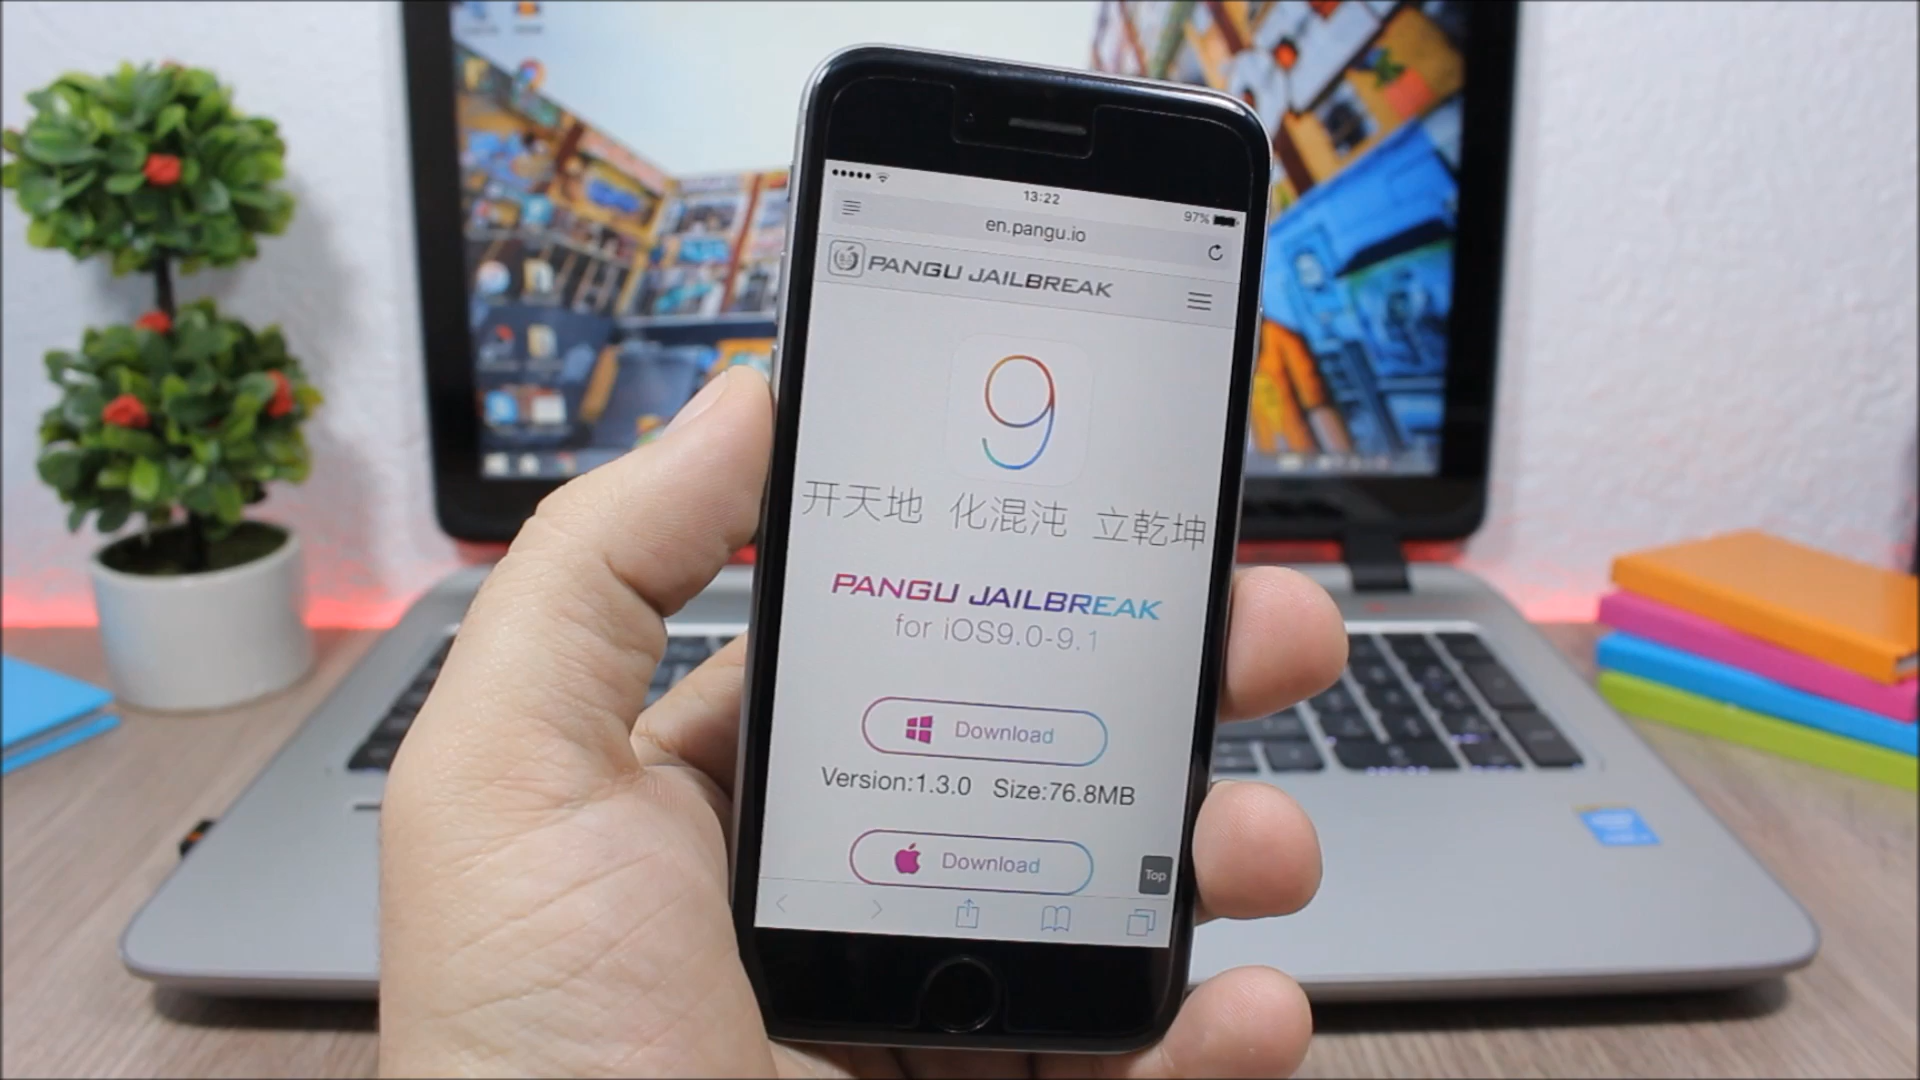 13:22
97%
en.pangu.io
PANGU JAILBREAK
9
开天地 化混沌 立乾坤
PANGU JAILBREAK
for iOS9.0-9.1
Download
Version:1.3.0 Size:76.8MB
Download
Top